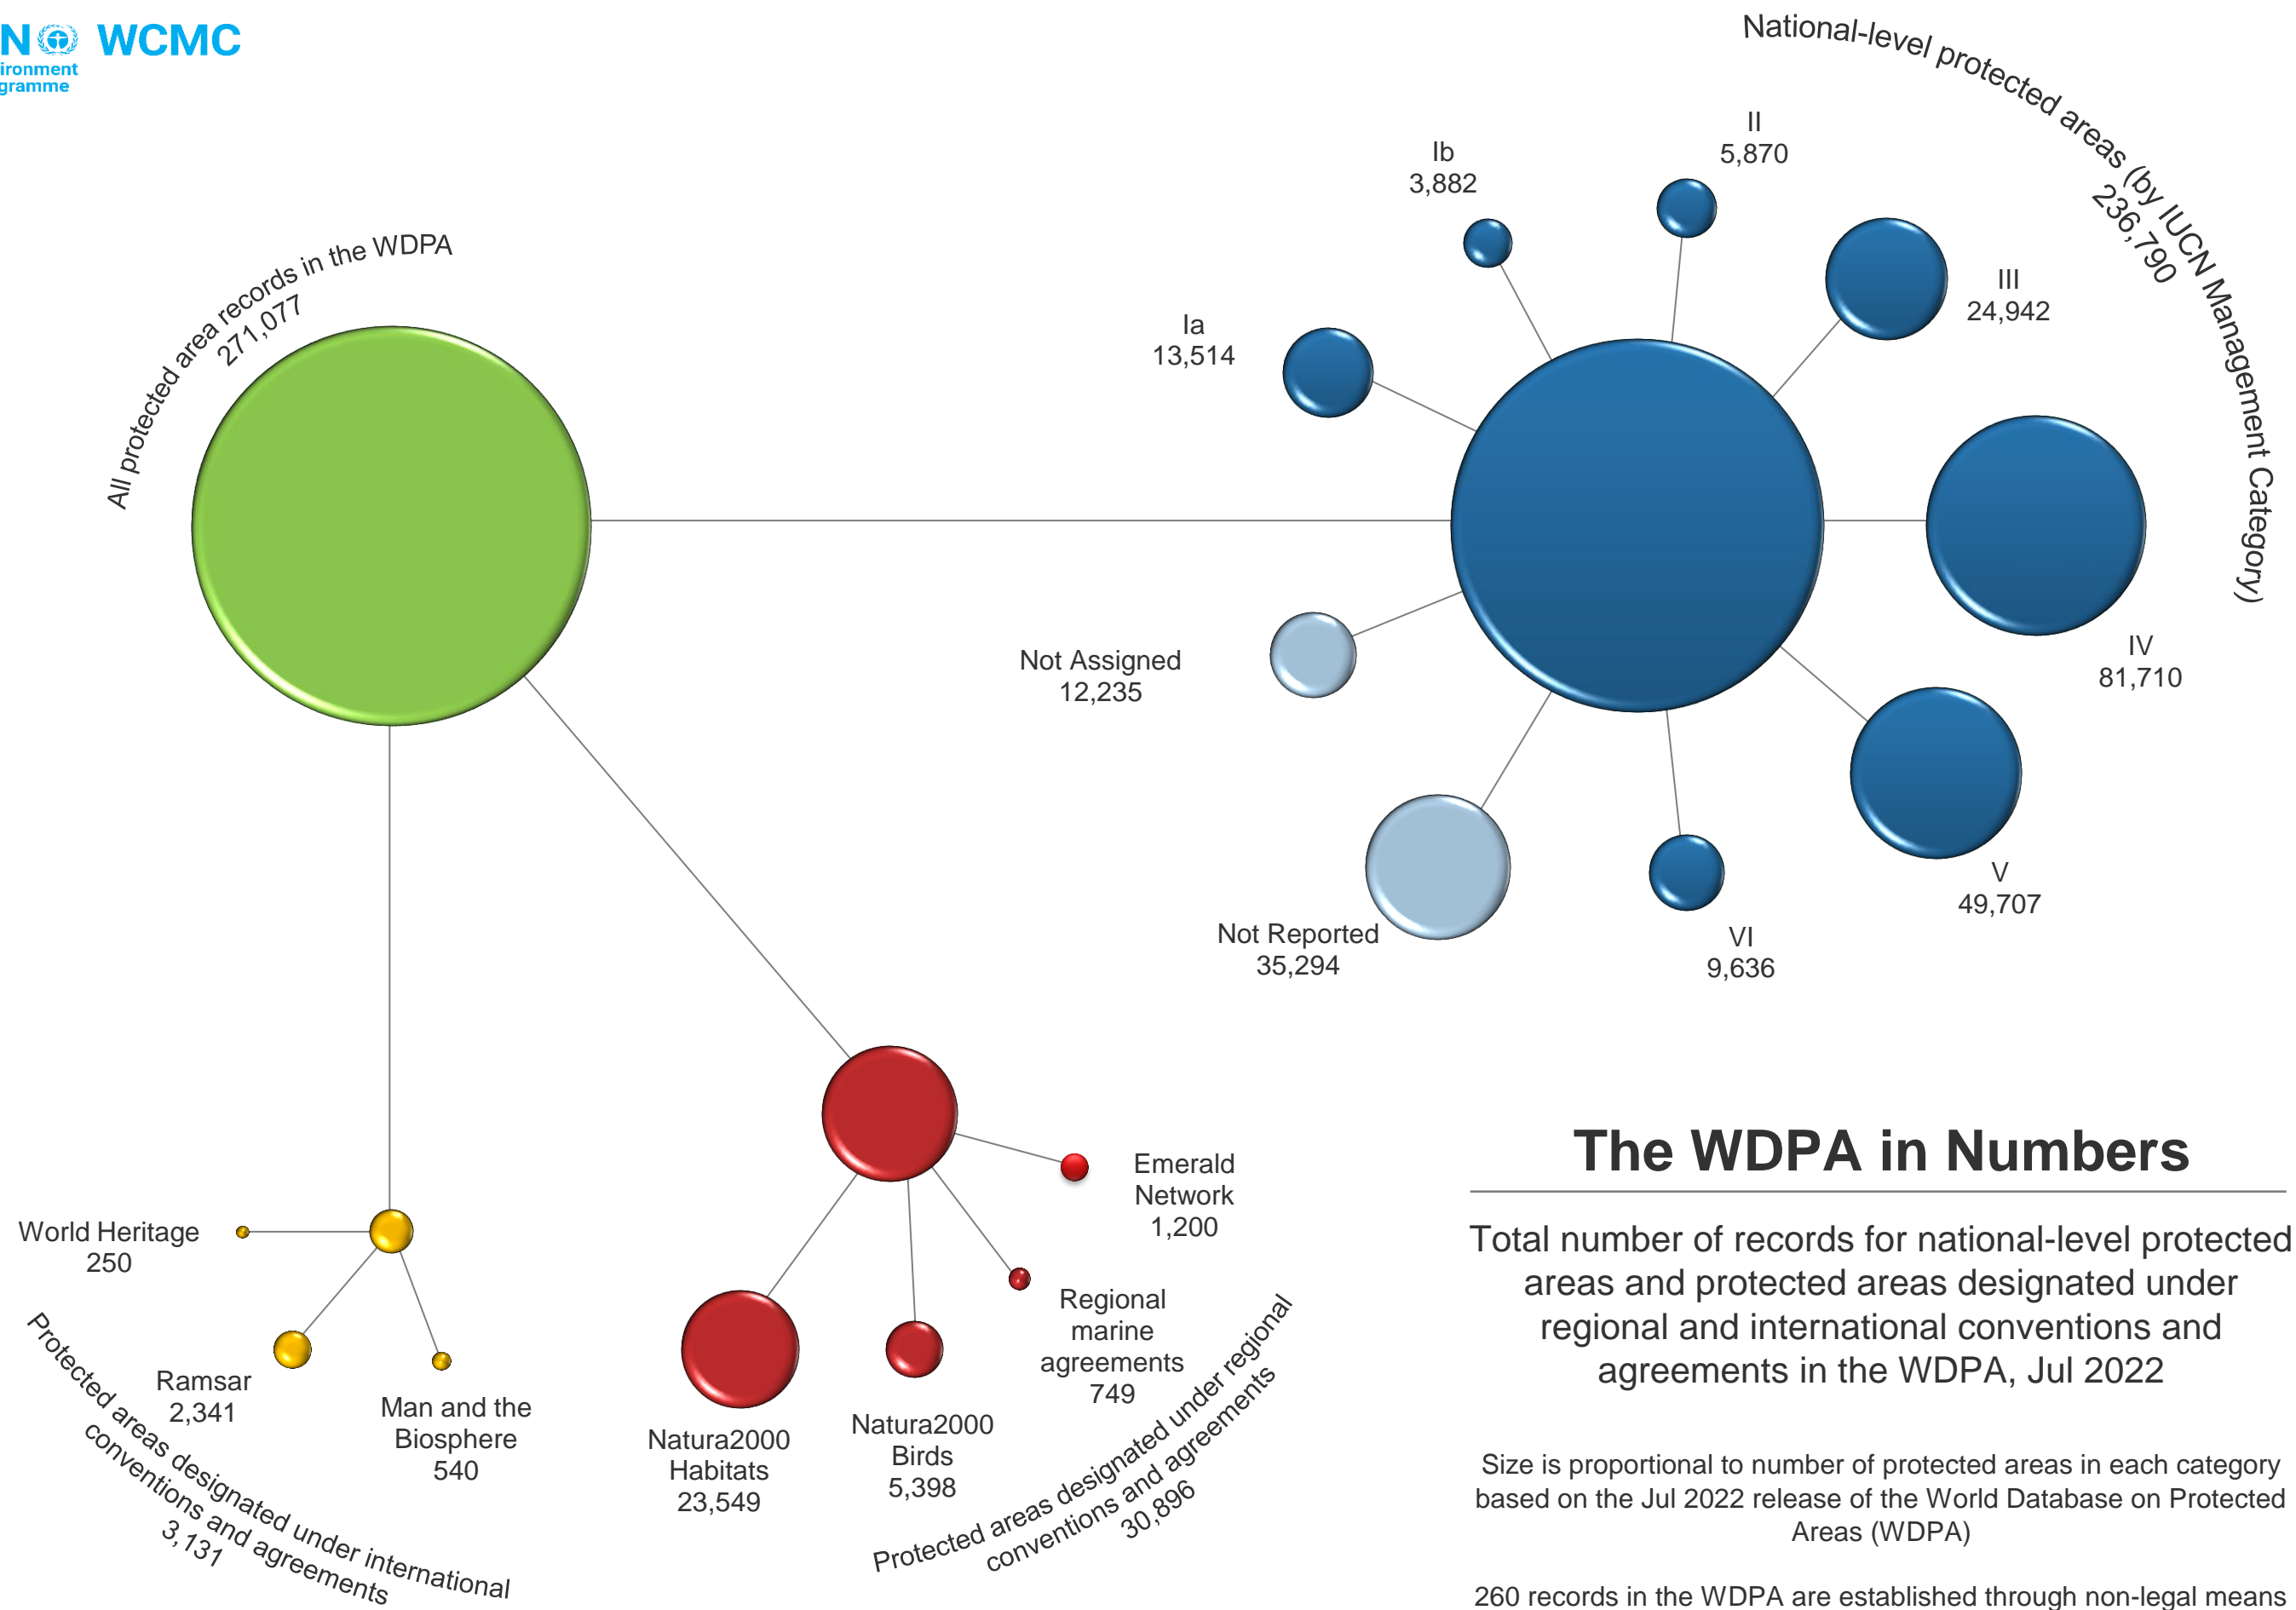 WCMC
All protected area records in the WDPA
271,077
National-level protected areas (by IUCN Management Category)
236,790
Ia
13,514
Ib
3,882
II
5,870
III
24,942
IV
81,710
V
49,707
VI
9,636
Not Reported
35,294
Not Assigned
12,235
World Heritage
250
Ramsar
2,341
Man and the
Biosphere
540
Protected areas designated under international
conventions and agreements
3,131
Natura2000
Habitats
23,549
Natura2000
Birds
5,398
Regional
marine
agreements
749
Emerald
Network
1,200
Protected areas designated under regional
conventions and agreements
30,896
The WDPA in Numbers
Total number of records for national-level protected
areas and protected areas designated under
regional and international conventions and
agreements in the WDPA, Jul 2022
Size is proportional to number of protected areas in each category
based on the Jul 2022 release of the World Database on Protected
Areas (WDPA)
260 records in the WDPA are established through non-legal means